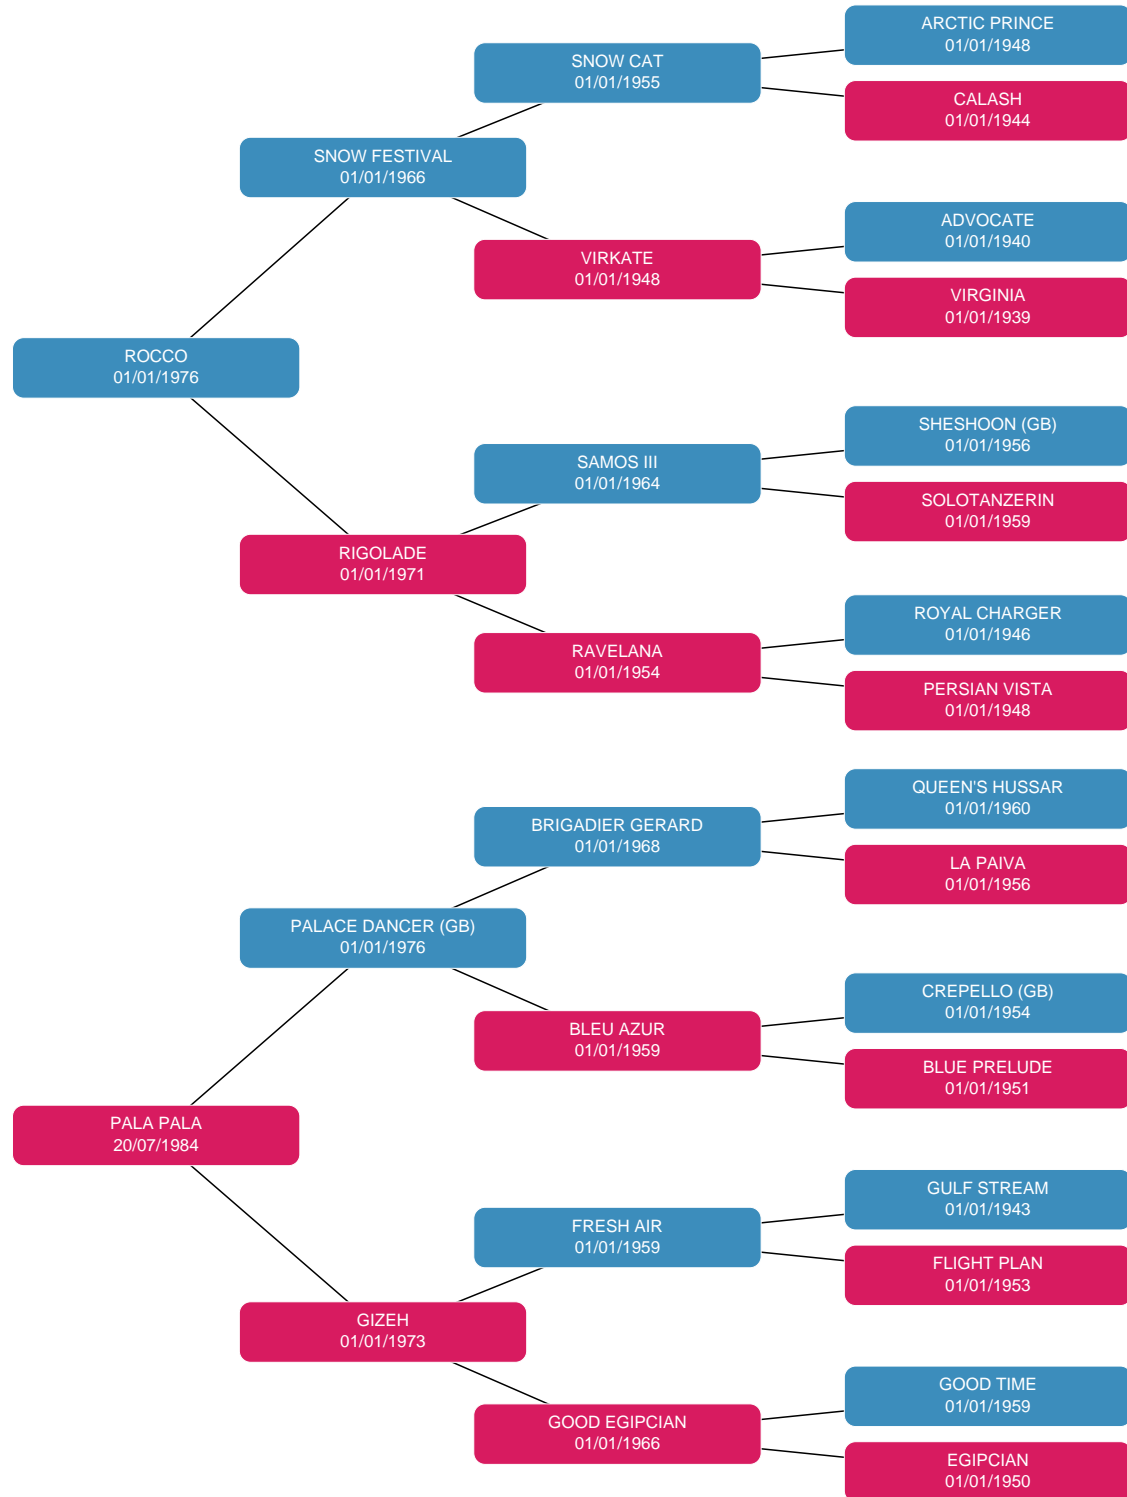 ARCTIC PRINCE
01/01/1948
SNOW CAT
01/01/1955
CALASH
01/01/1944
SNOW FESTIVAL
01/01/1966
ADVOCATE
01/01/1940
VIRKATE
01/01/1948
VIRGINIA
01/01/1939
ROCCO
01/01/1976
SHESHOON (GB)
01/01/1956
SAMOS III
01/01/1964
SOLOTANZERIN
01/01/1959
RIGOLADE
01/01/1971
ROYAL CHARGER
01/01/1946
RAVELANA
01/01/1954
PERSIAN VISTA
01/01/1948
QUEEN'S HUSSAR
01/01/1960
BRIGADIER GERARD
01/01/1968
LA PAIVA
01/01/1956
PALACE DANCER (GB)
01/01/1976
CREPELLO (GB)
01/01/1954
BLEU AZUR
01/01/1959
BLUE PRELUDE
01/01/1951
PALA PALA
20/07/1984
GULF STREAM
01/01/1943
FRESH AIR
01/01/1959
FLIGHT PLAN
01/01/1953
GIZEH
01/01/1973
GOOD TIME
01/01/1959
GOOD EGIPCIAN
01/01/1966
EGIPCIAN
01/01/1950